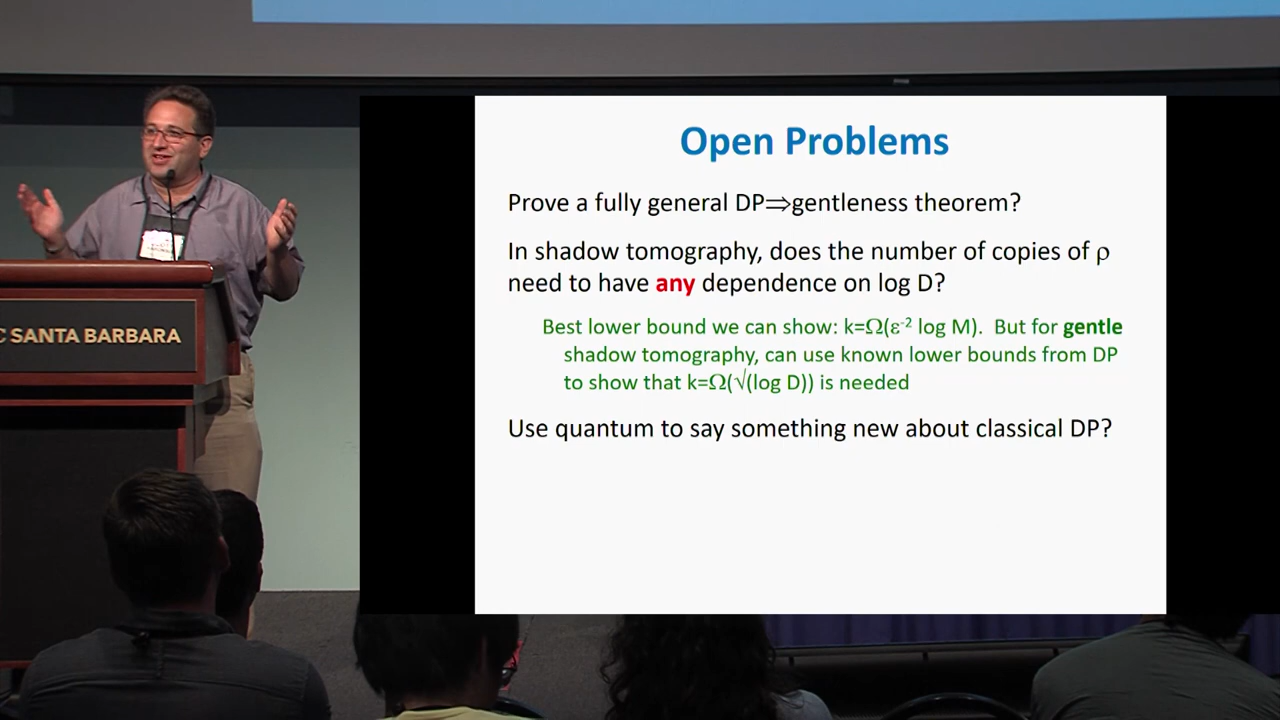 Open Problems
Prove a fully general DP⇒gentleness theorem?
In shadow tomography, does the number of copies of ρ
need to have any dependence on log D?
Best lower bound we can show: k=Ω(ε⁻² log M). But for gentle
shadow tomography, can use known lower bounds from DP
to show that k=Ω(√(log D)) is needed
Use quantum to say something new about classical DP?
SANTA BARBARA